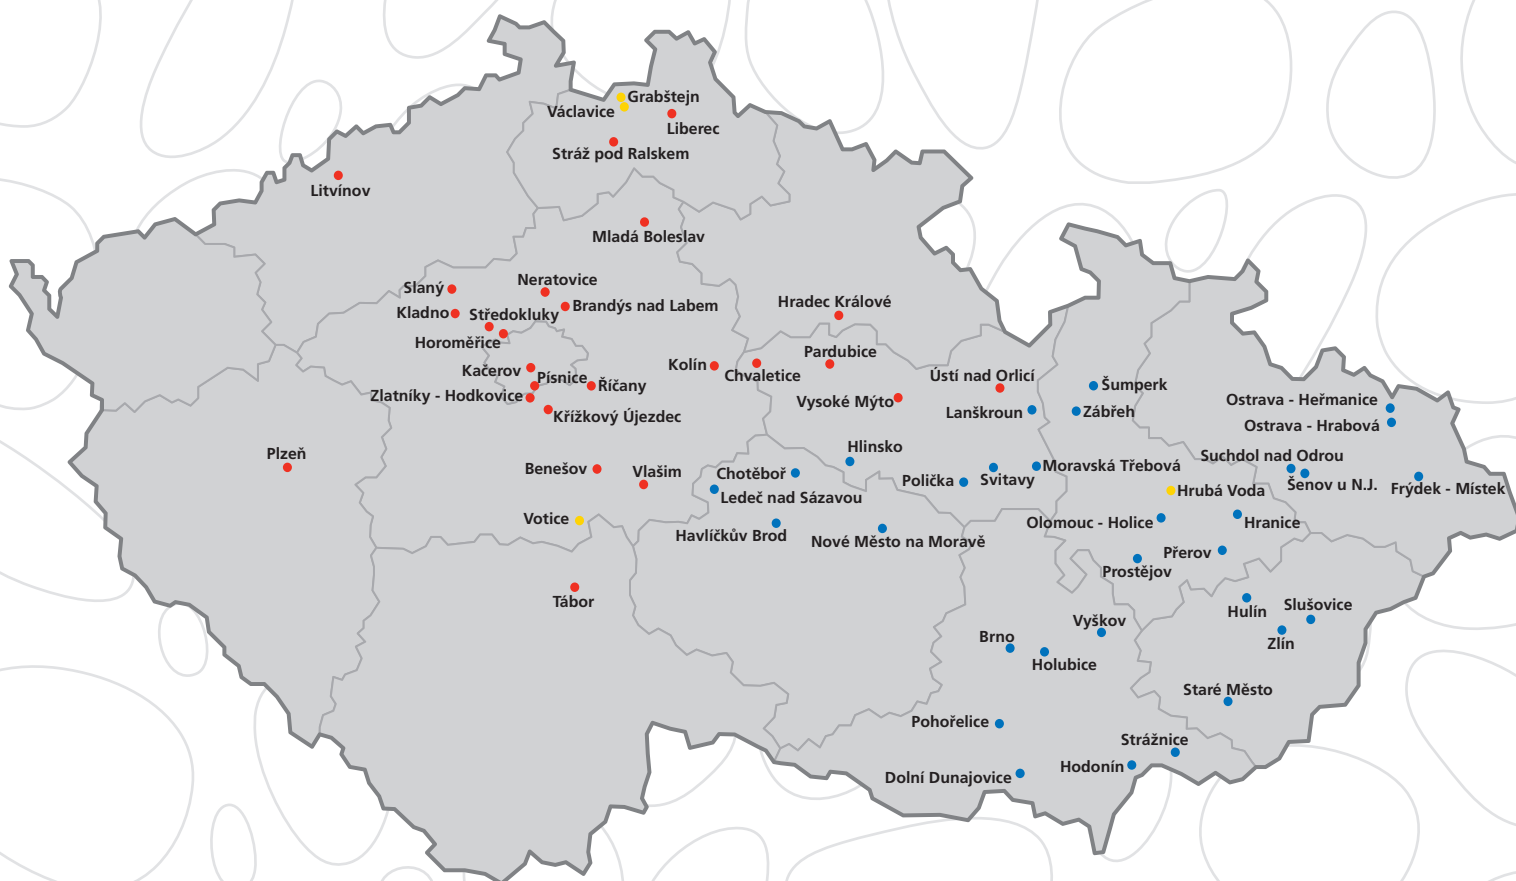 Grabštejn
Václavice
Liberec
Stráž pod Ralskem
Litvínov
Mladá Boleslav
Neratovice
Slaný
Brandýs nad Labem
Kladno
Středokluky
Hradec Králové
Horoměřice
Pardubice
Kolín
Kačerov
Chvaletice
Písnice
Říčany
Ústí nad Orlicí
Šumperk
Zlatníky - Hodkovice
Vysoké Mýto
Ostrava - Heřmanice
Lanškroun
Zábřeh
Křížkový Újezdec
Ostrava - Hrabová
Hlinsko
Plzeň
Suchdol nad Odrou
Benešov
Vlašim
Chotěboř
Moravská Třebová
Polička
Svitavy
Šenov u N.J.
Frýdek - Místek
Hrubá Voda
Ledeč nad Sázavou
Votice
Olomouc - Holice
Hranice
Havlíčkův Brod
Nové Město na Moravě
Přerov
Prostějov
Tábor
Slušovice
Hulín
Vyškov
Brno
Zlín
Holubice
Staré Město
Pohořelice
Strážnice
Hodonín
Dolní Dunajovice